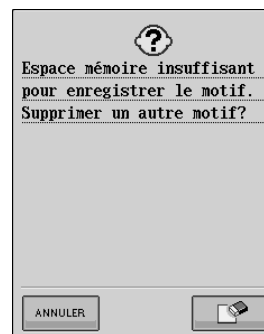 Espace mémoire insuffisant
pour enregistrer le motif.
Supprimer un autre motif?
ANNULER